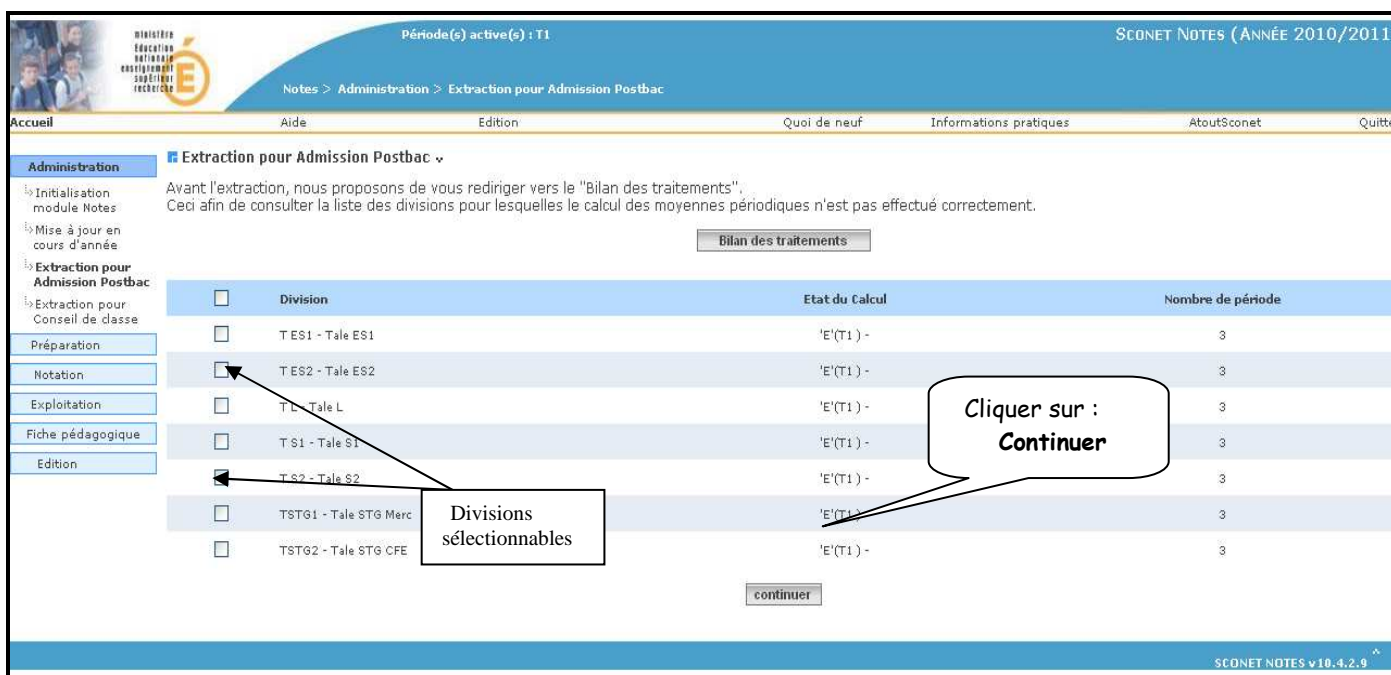 ministère
éducation
nationale
enseignement
supérieur
recherche
Période(s) active(s) : T1
SCONET NOTES (ANNÉE 2010/2011
Notes > Administration > Extraction pour Admission Postbac
Accueil Aide Edition Quoi de neuf Informations pratiques AtoutSconet Quitte
Administration
Initialisation
module Notes
Mise à jour en
cours d'année
Extraction pour
Admission Postbac
Extraction pour
Conseil de classe
Préparation
Notation
Exploitation
Fiche pédagogique
Edition
Extraction pour Admission Postbac
Avant l'extraction, nous proposons de vous rediriger vers le "Bilan des traitements".
Ceci afin de consulter la liste des divisions pour lesquelles le calcul des moyennes périodiques n'est pas effectué correctement.
Bilan des traitements
Division Etat du Calcul Nombre de période
T ES1 - Tale ES1 'E'(T1 ) - 3
T ES2 - Tale ES2 'E'(T1 ) - 3
T L - Tale L 'E'(T1 ) - 3
T S1 - Tale S1 'E'(T1 ) - 3
T S2 - Tale S2 'E'(T1 ) - 3
TSTG1 - Tale STG Merc 'E'(T1 ) - 3
TSTG2 - Tale STG CFE 'E'(T1 ) - 3
Cliquer sur :
Continuer
Divisions
sélectionnables
continuer
SCONET NOTES v10.4.2.9